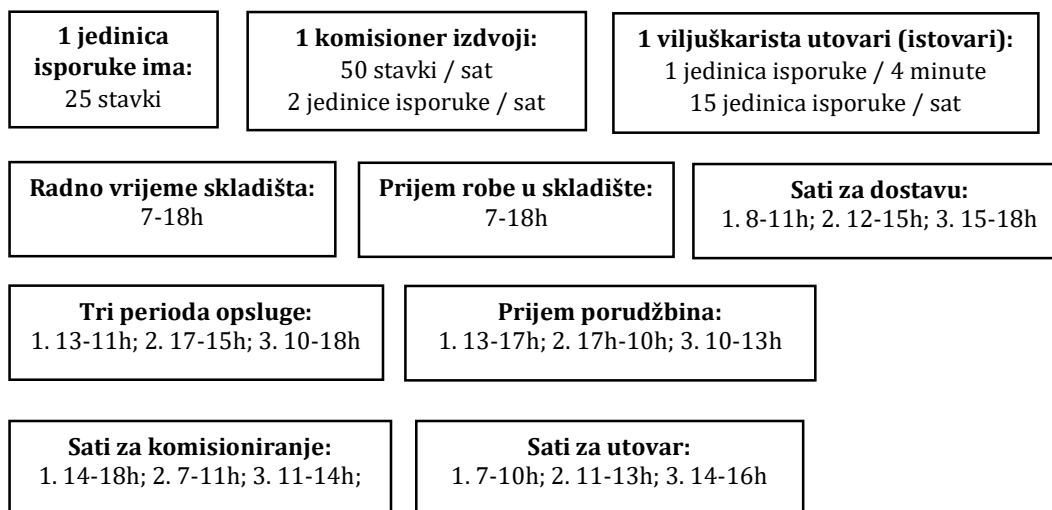 1 jedinica
isporuke ima:
25 stavki
1 komisioner izdvoji:
50 stavki / sat
2 jedinice isporuke / sat
1 viljuškarista utovari (istovari):
1 jedinica isporuke / 4 minute
15 jedinica isporuke / sat
Radno vrijeme skladišta:
7-18h
Prijem robe u skladište:
7-18h
Sati za dostavu:
1. 8-11h; 2. 12-15h; 3. 15-18h
Tri perioda opsluge:
1. 13-11h; 2. 17-15h; 3. 10-18h
Prijem porudžbina:
1. 13-17h; 2. 17h-10h; 3. 10-13h
Sati za komisioniranje:
1. 14-18h; 2. 7-11h; 3. 11-14h;
Sati za utovar:
1. 7-10h; 2. 11-13h; 3. 14-16h